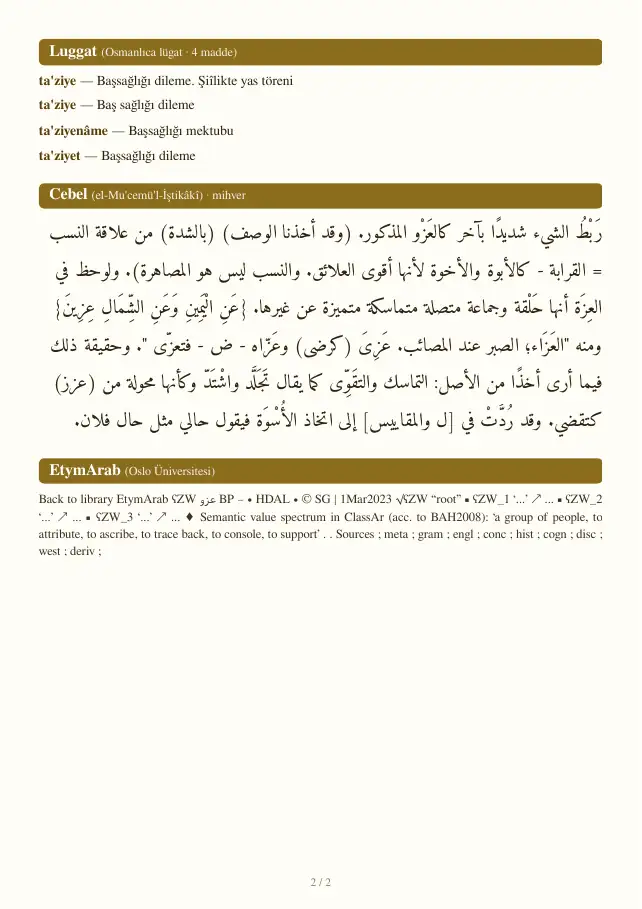 Luggat (Osmanlıca lügat · 4 madde)
ta'ziye — Başsağlığı dileme. Şiîlikte yas töreni
ta'ziye — Baş sağlığı dileme
ta'ziyenâme — Başsağlığı mektubu
ta'ziyet — Başsağlığı dileme
Cebel (el-Mu'cemü'l-İştikâkî) · mihver
رَبْطُ الشيء شديدًا بآخر كالعَزْو المذكور. (وقد أخذنا الوصف) (بالشدة) من علاقة النسب
= القرابة - كالأبوة والأخوة لأنها أقوى العلائق. والنسب ليس هو المصاهرة). ولوحظ في
العِزَة أنها حَلْقة وجماعة متصلة متماسكة متميزة عن غيرها. {عَنِ الْيَمِينِ وَعَنِ الشِّمَالِ عِزِينَ}
ومنه "العَزَاء؛ الصبر عند المصائب. عَزِىَ (كرضى) وعَزّاه - ض - فتعزّى ". وحقيقة ذلك
فيما أرى أخذًا من الأصل: التماسك والتقَوِّى كما يقال تَجَلَّد واشْتَدّ وكأنها محولة من (عزز)
كتقضي. وقد رُدَّتْ في [ل والمقاييس] إلى اتخاذ الأُسْوَة فيقول حالي مثل حال فلان.
EtymArab (Oslo Üniversitesi)
Back to library EtymArab ʕZW عزو BP – • HDAL • © SG | 1Mar2023 √ʕZW “root” ▪ ʕZW_1 ‘...’ ↗ ... ▪ ʕZW_2
‘...’ ↗ ... ▪ ʕZW_3 ‘...’ ↗ ... ♦ Semantic value spectrum in ClassAr (acc. to BAH2008): ‘a group of people, to
attribute, to ascribe, to trace back, to console, to support’ . . Sources ; meta ; gram ; engl ; conc ; hist ; cogn ; disc ;
west ; deriv ;
2 / 2